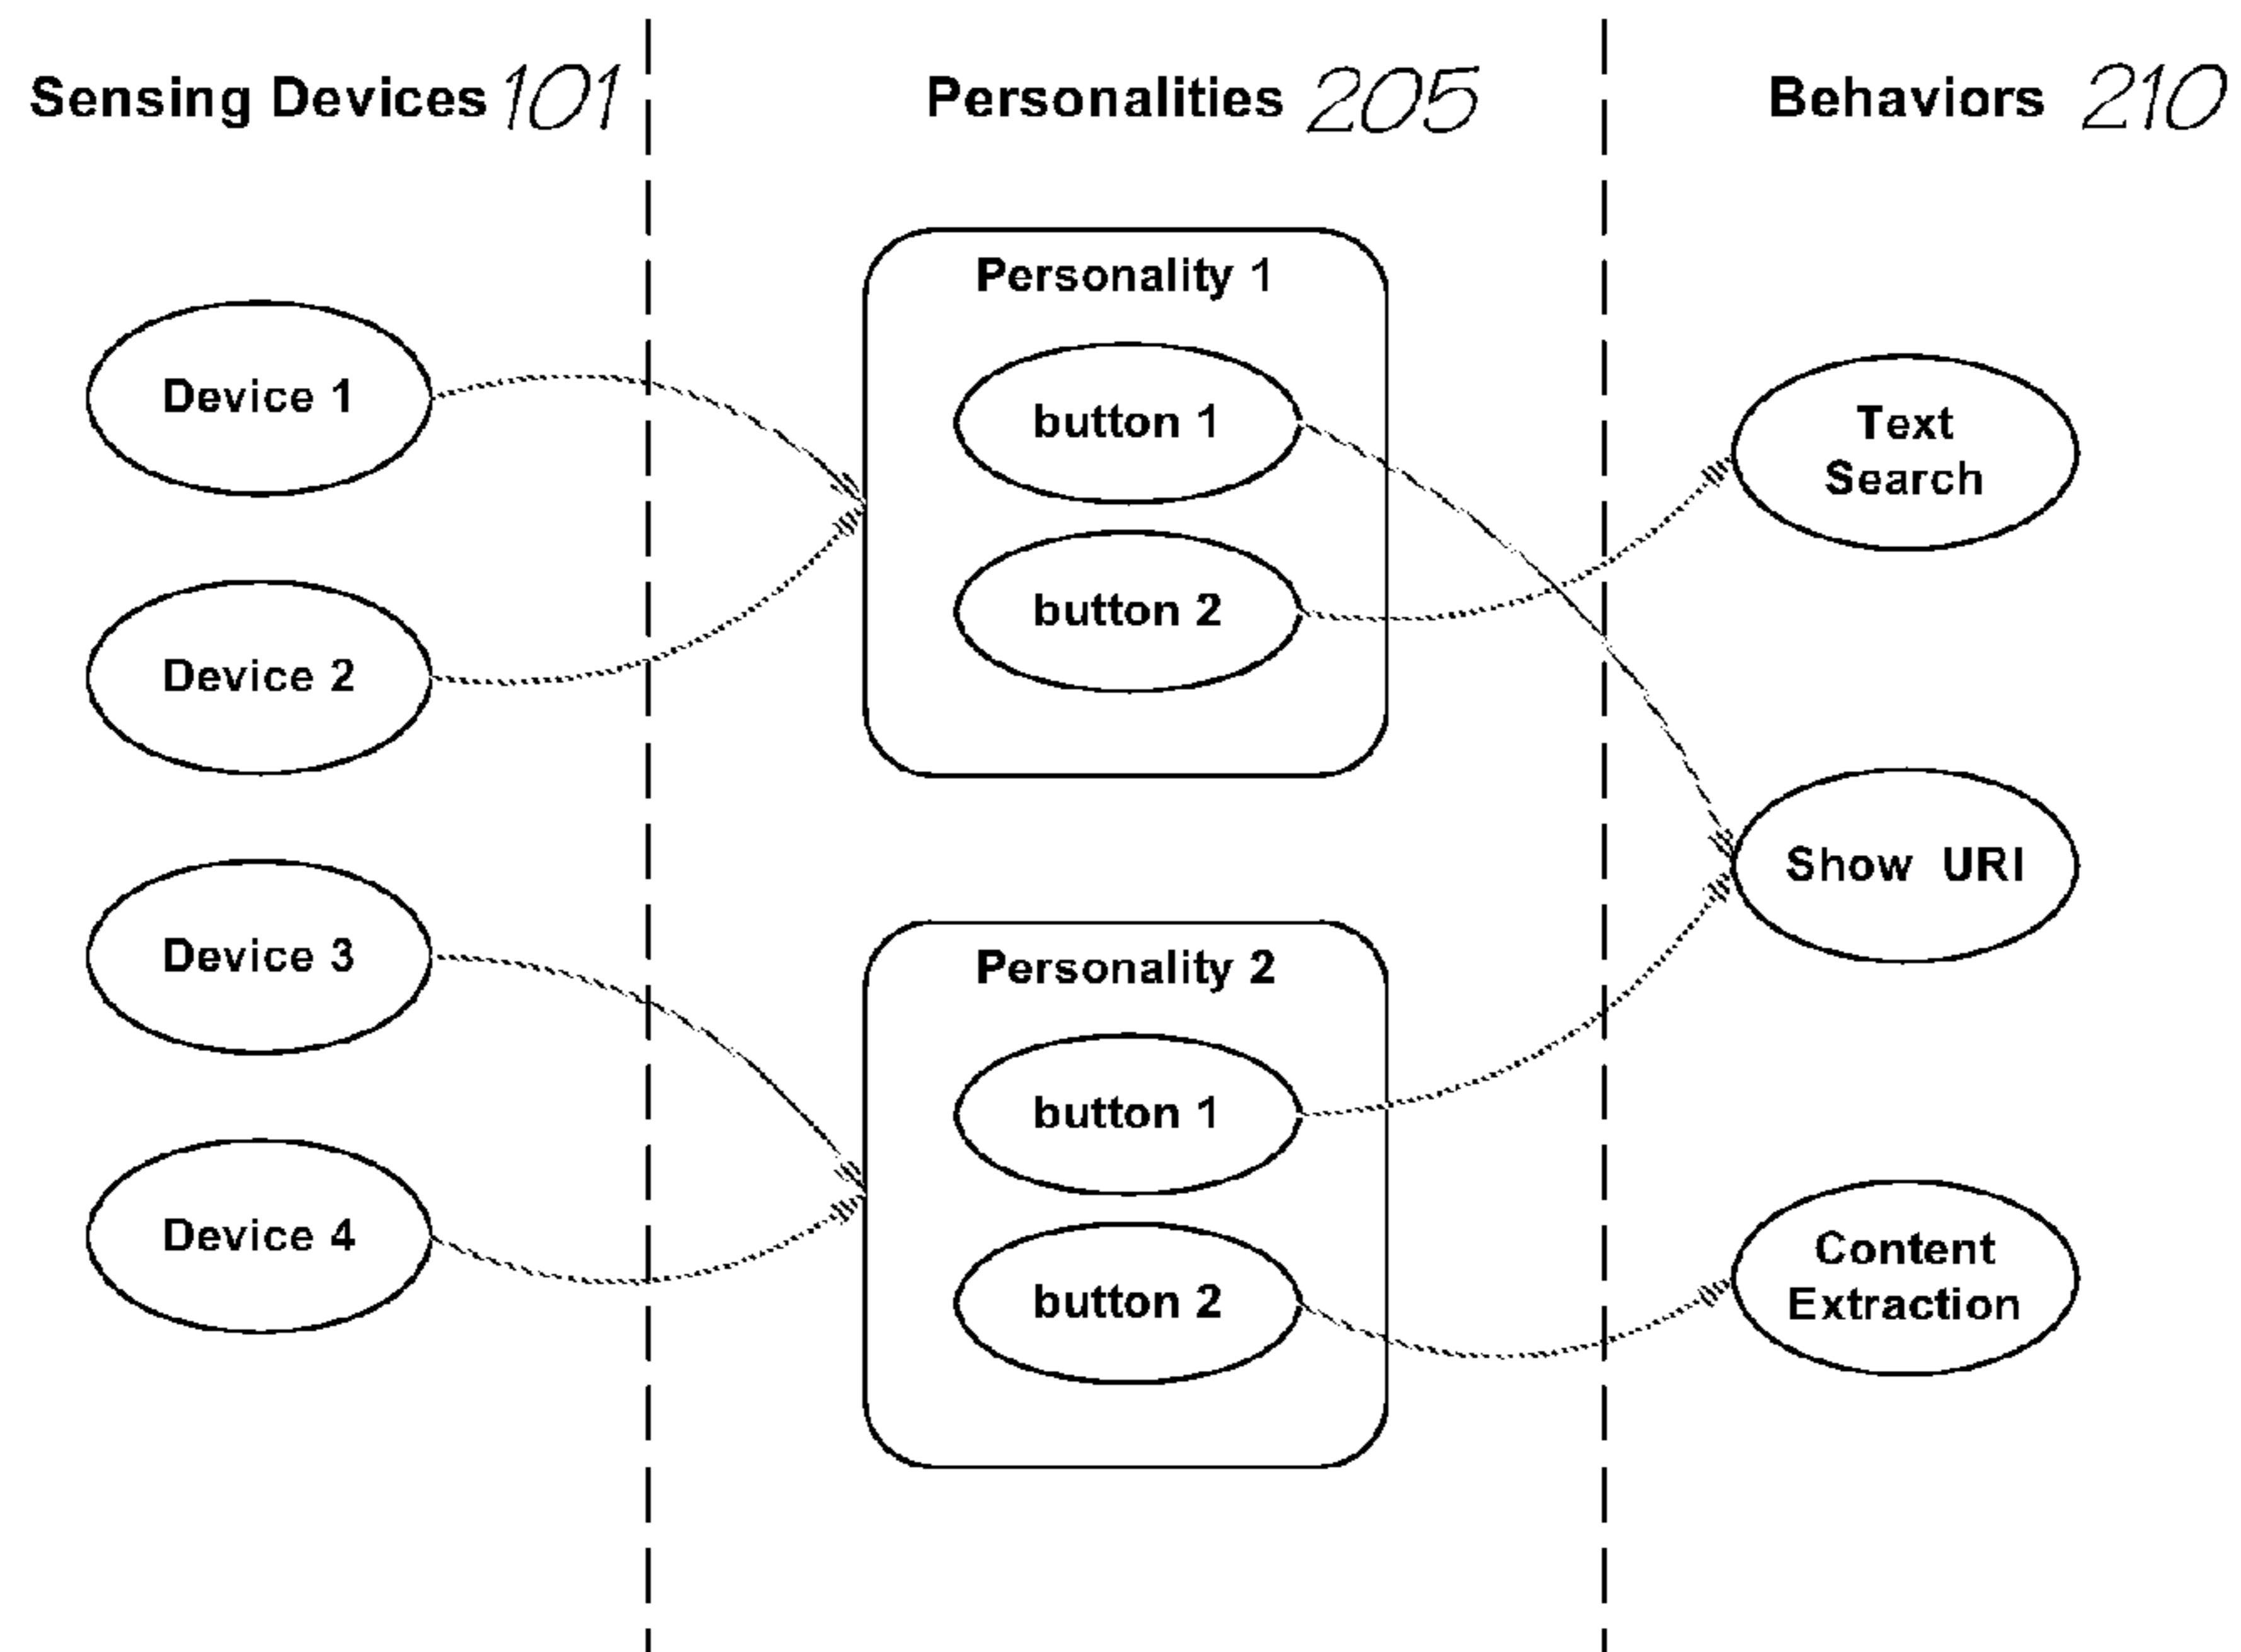 Sensing Devices 101
Personalities 205
Behaviors 210
Device 1
Device 2
Device 3
Device 4
Personality 1
button 1
button 2
Personality 2
button 1
button 2
Text
Search
Show URI
Content
Extraction